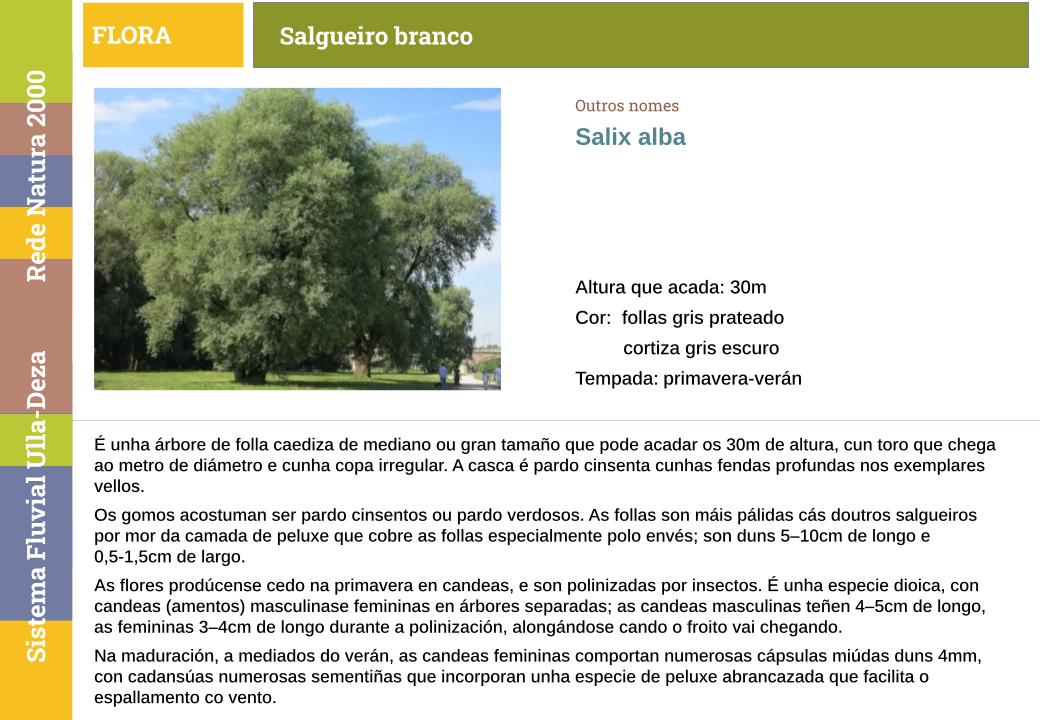 FLORA
Salgueiro branco
Rede Natura 2000
Sistema Fluvial Ulla-Deza
Outros nomes
Salix alba
Altura que acada: 30m
Cor: follas gris prateado
cortiza gris escuro
Tempada: primavera-verán
É unha árbore de folla caediza de mediano ou gran tamaño que pode acadar os 30m de altura, cun toro que chega
ao metro de diámetro e cunha copa irregular. A casca é pardo cinsenta cunhas fendas profundas nos exemplares
vellos.
Os gomos acostuman ser pardo cinsentos ou pardo verdosos. As follas son máis pálidas cás doutros salgueiros
por mor da camada de peluxe que cobre as follas especialmente polo envés; son duns 5–10cm de longo e
0,5-1,5cm de largo.
As flores prodúcense cedo na primavera en candeas, e son polinizadas por insectos. É unha especie dioica, con
candeas (amentos) masculinase femininas en árbores separadas; as candeas masculinas teñen 4–5cm de longo,
as femininas 3–4cm de longo durante a polinización, alongándose cando o froito vai chegando.
Na maduración, a mediados do verán, as candeas femininas comportan numerosas cápsulas miúdas duns 4mm,
con cadansúas numerosas sementiñas que incorporan unha especie de peluxe abrancazada que facilita o
espallamento co vento.